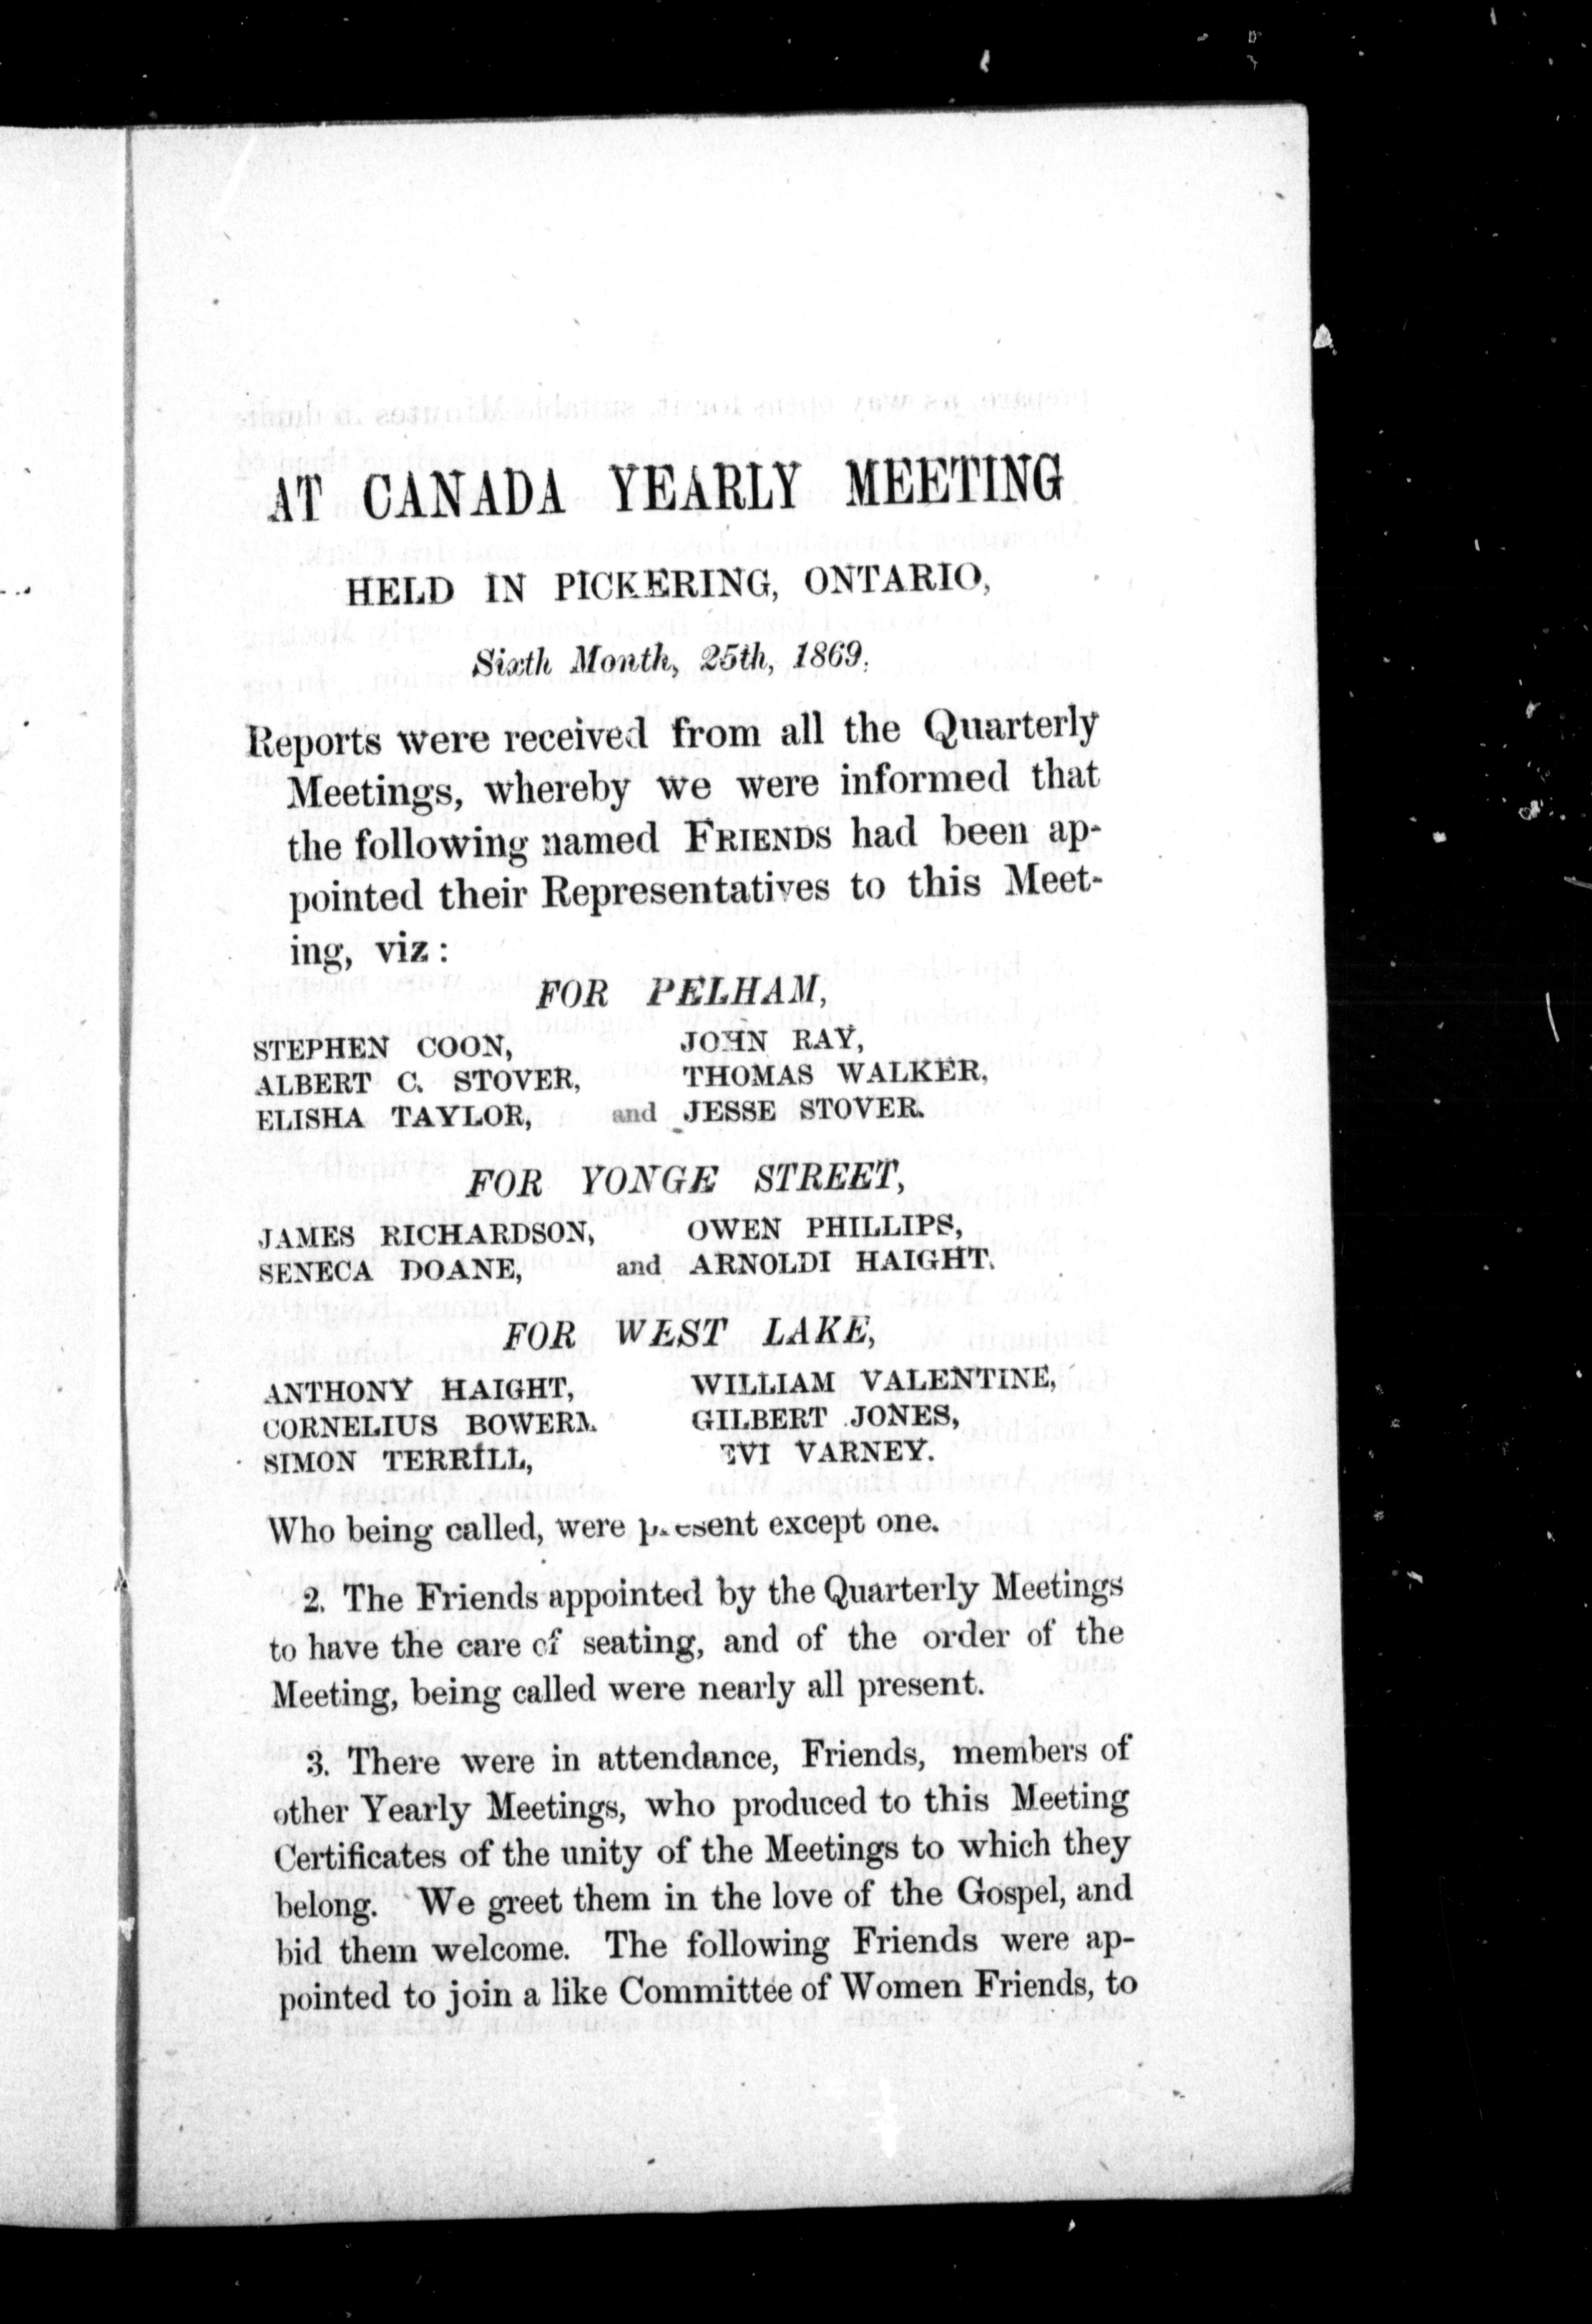 AT CANADA YEARLY MEETING
HELD IN PICKERING, ONTARIO,
Sixth Month, 25th, 1869.
Reports were received from all the Quarterly
Meetings, whereby we were informed that
the following named FRIENDS had been ap-
pointed their Representatives to this Meet-
ing, viz:
FOR PELHAM,
STEPHEN COON, JOHN RAY,
ALBERT C. STOVER, THOMAS WALKER,
ELISHA TAYLOR, and JESSE STOVER.
FOR YONGE STREET,
JAMES RICHARDSON, OWEN PHILLIPS,
SENECA DOANE, and ARNOLDI HAIGHT.
FOR WEST LAKE,
ANTHONY HAIGHT, WILLIAM VALENTINE,
CORNELIUS GILBERT JONES,
SIMON TERRILL, VARNEY.
Who being called, were present except one.
2. The Friends appointed by the Quarterly Meetings
to have the care of seating, and of the order of the
Meeting, being called were nearly all present.
3. There were in attendance, Friends, members of
other Yearly Meetings, who produced to this Meeting
Certificates of the unity of the Meetings to which they
belong. We greet them in the love of the Gospel, and
bid them welcome. The following Friends were ap-
pointed to join a like Committee of Women Friends, to